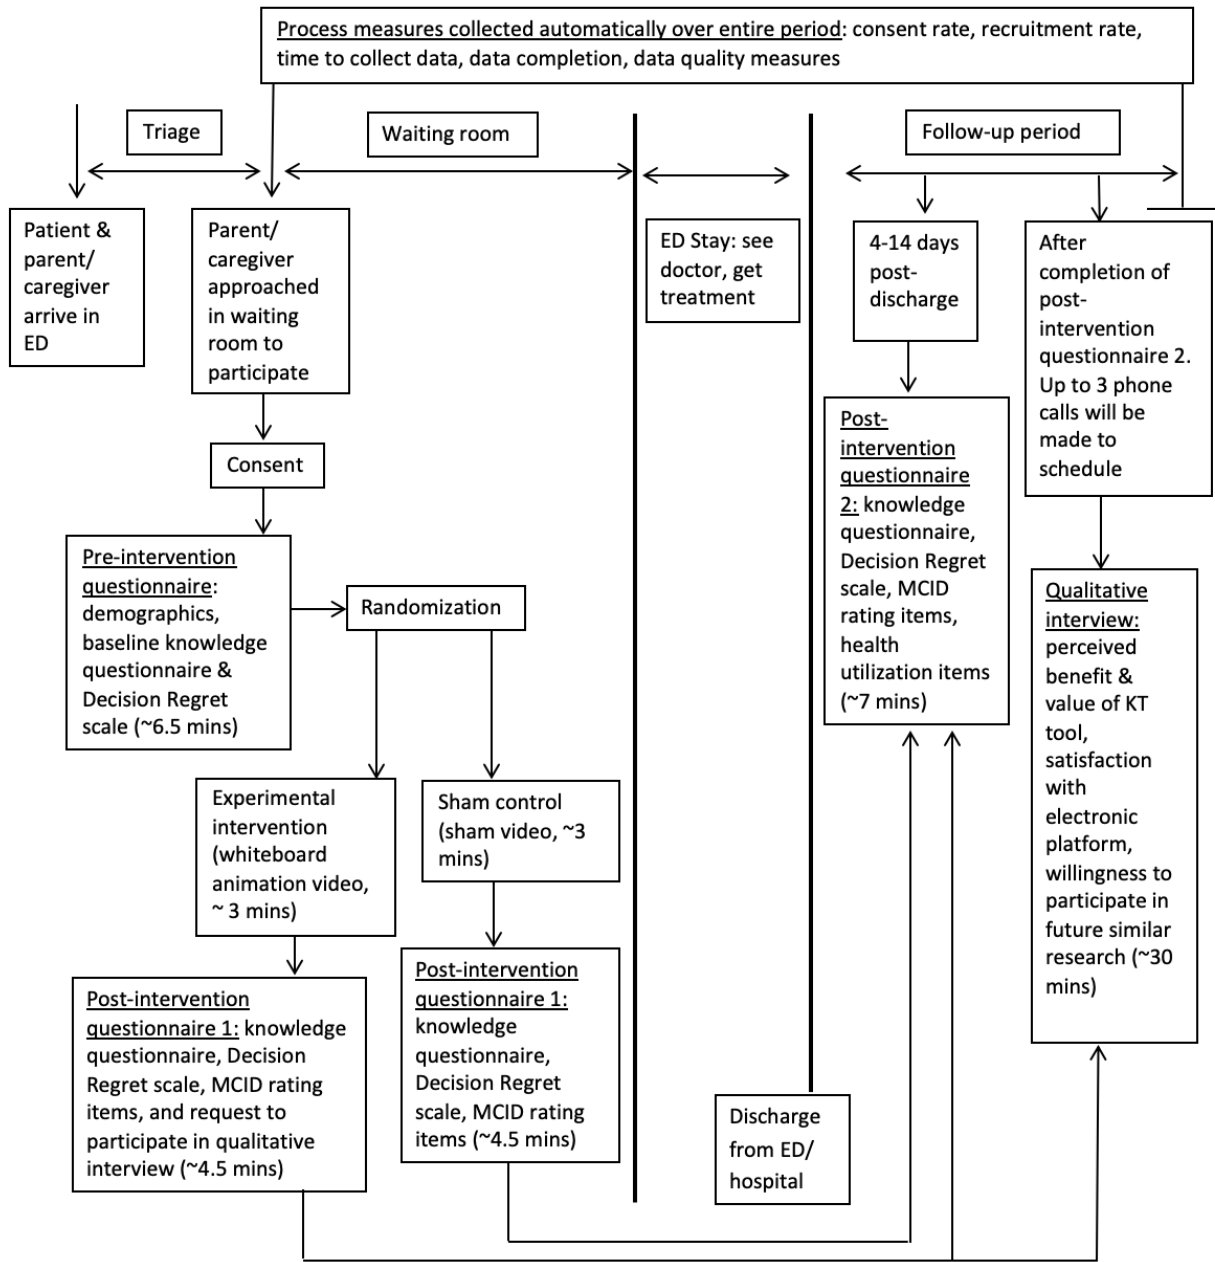 Process measures collected automatically over entire period: consent rate, recruitment rate,
time to collect data, data completion, data quality measures
Triage
Waiting room
Follow-up period
Patient &
parent/
caregiver
arrive in
ED
Parent/
caregiver
approached
in waiting
room to
participate
ED Stay: see
doctor, get
treatment
4-14 days
post-
discharge
After
completion of
post-
intervention
questionnaire 2.
Up to 3 phone
calls will be
made to
schedule
Consent
Pre-intervention
questionnaire:
demographics,
baseline knowledge
questionnaire &
Decision Regret
scale (~6.5 mins)
Randomization
Post-
intervention
questionnaire
2: knowledge
questionnaire,
Decision Regret
scale, MCID
rating items,
health
utilization items
(~7 mins)
Qualitative
interview:
perceived
benefit &
value of KT
tool,
satisfaction
with
electronic
platform,
willingness to
participate in
future similar
research (~30
mins)
Experimental
intervention
(whiteboard
animation video,
~ 3 mins)
Sham control
(sham video, ~3
mins)
Post-intervention
questionnaire 1: knowledge
questionnaire, Decision
Regret scale, MCID rating
items, and request to
participate in qualitative
interview (~4.5 mins)
Post-intervention
questionnaire 1:
knowledge
questionnaire,
Decision Regret
scale, MCID rating
items (~4.5 mins)
Discharge
from ED/
hospital